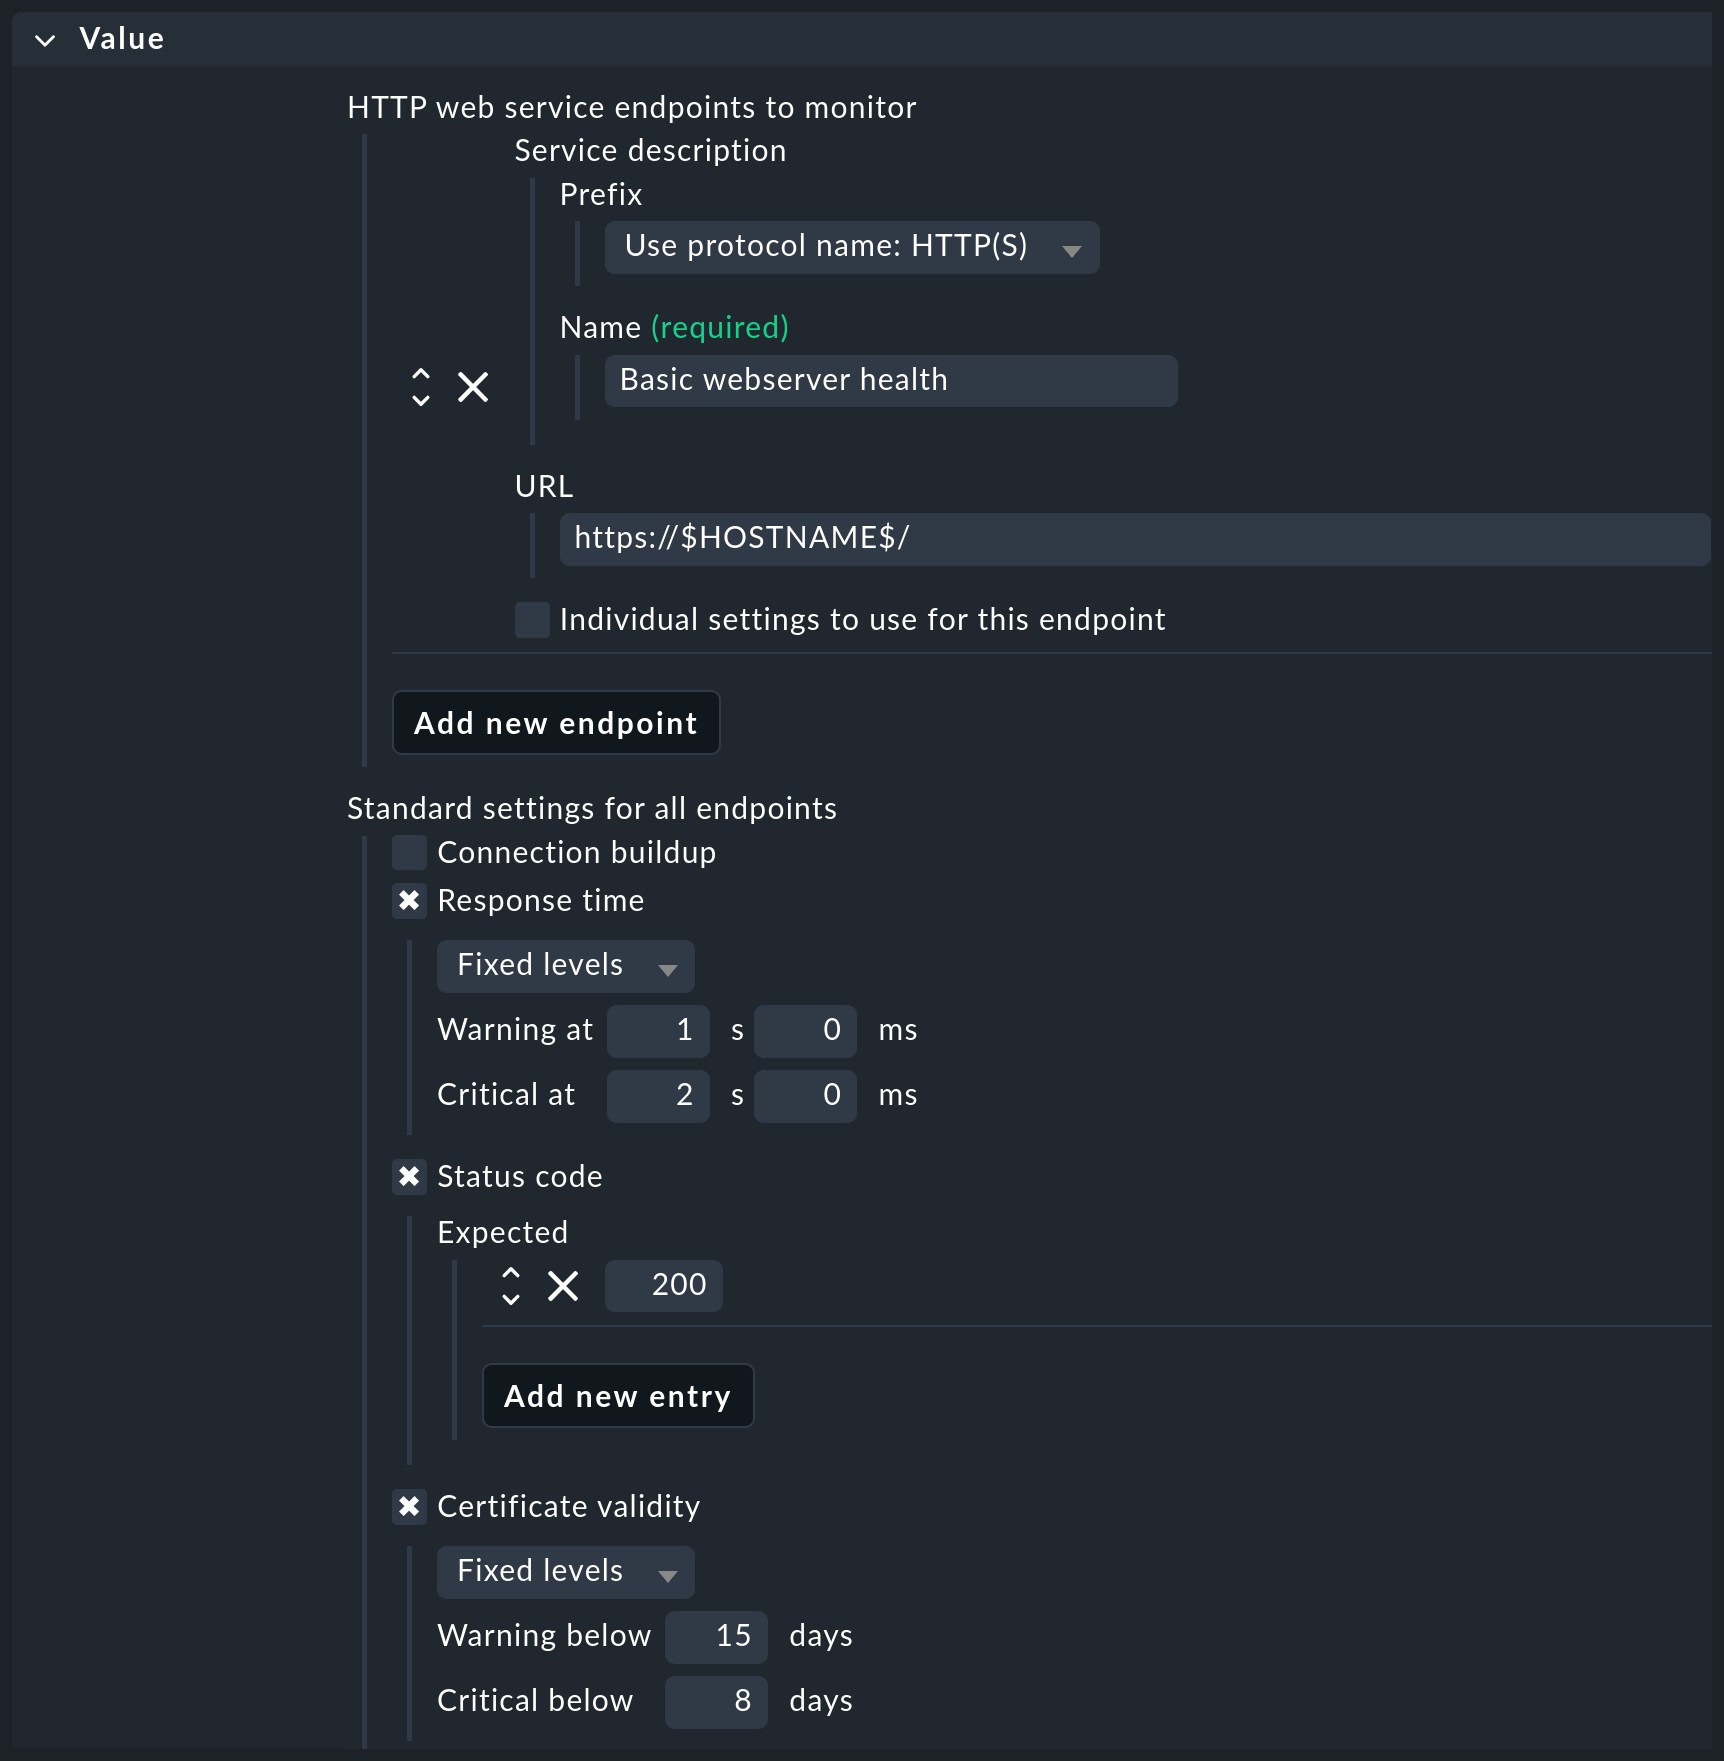 Value
HTTP web service endpoints to monitor
Service description
Prefix
Use protocol name: HTTP(S)
Name (required)
Basic webserver health
URL
https://$HOSTNAME$/
Individual settings to use for this endpoint
Add new endpoint
Standard settings for all endpoints
Connection buildup
Response time
Fixed levels
Warning at 1 s 0 ms
Critical at 2 s 0 ms
Status code
Expected
200
Add new entry
Certificate validity
Fixed levels
Warning below 15 days
Critical below 8 days